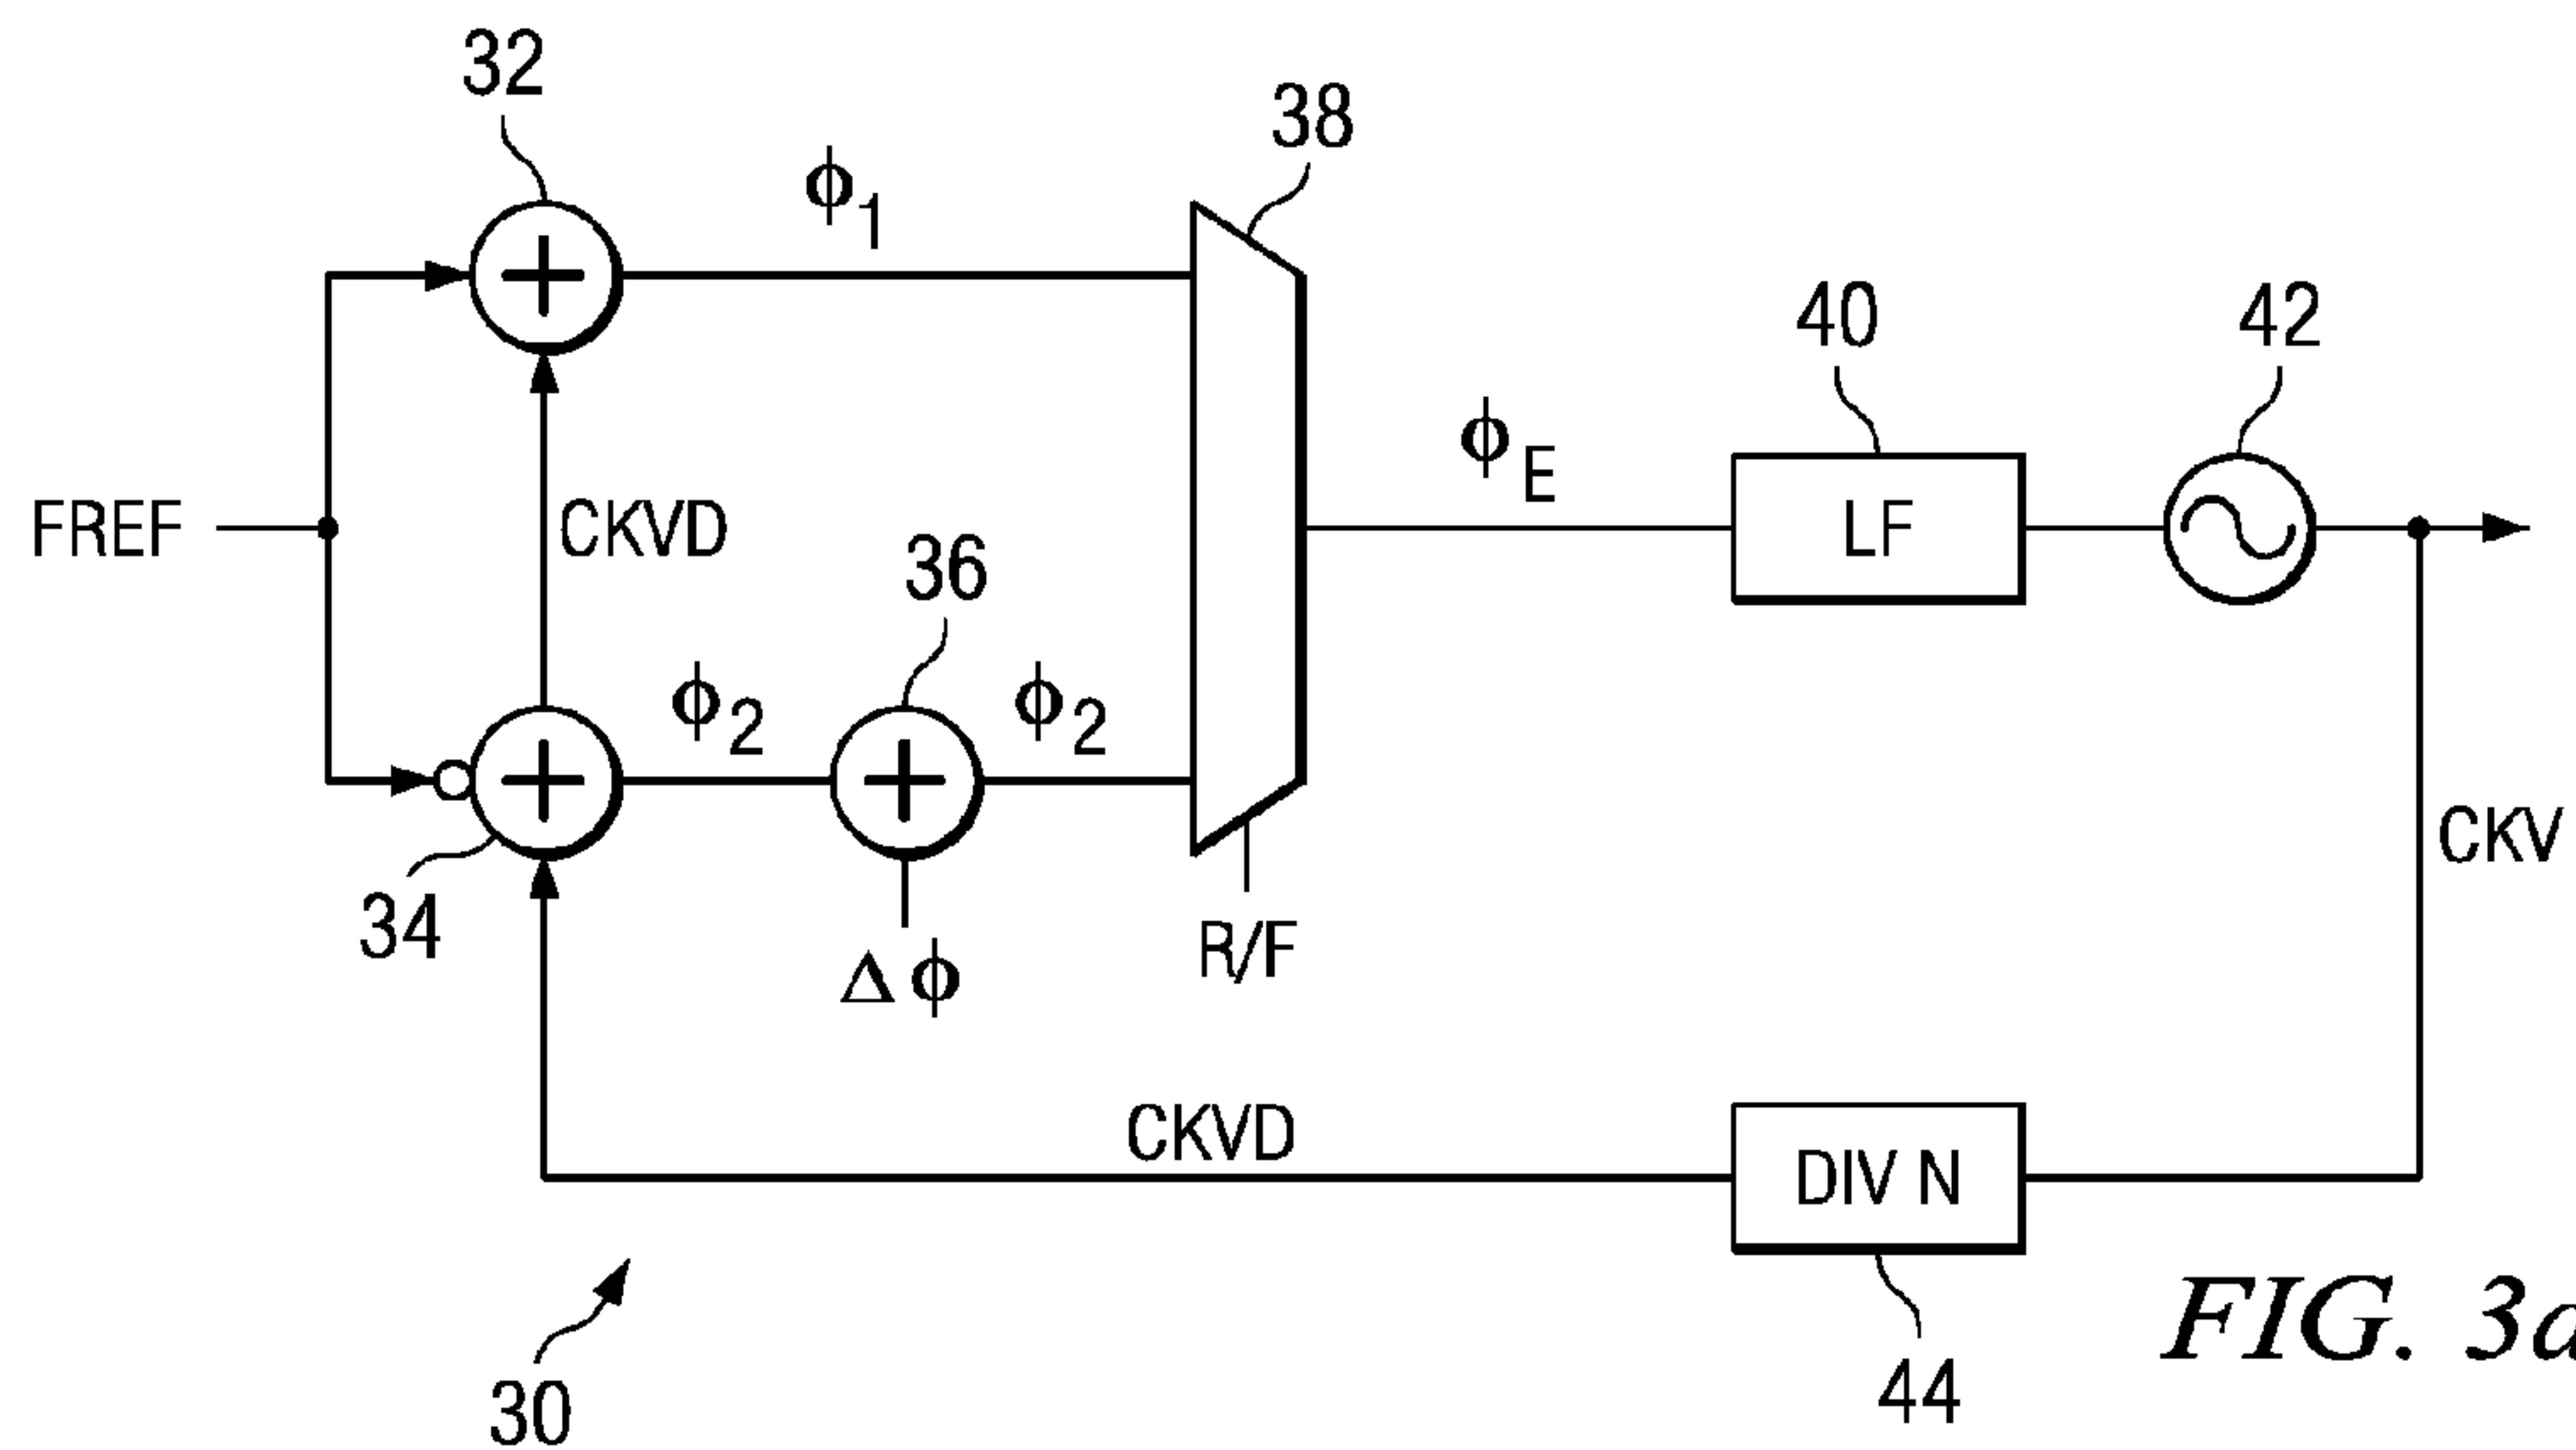 32
38
ϕ1
40
42
FREF
CKVD
36
ϕE
LF
ϕ2
ϕ2
CKV
34
R/F
Δϕ
CKVD
DIV N
FIG. 3a
30
44